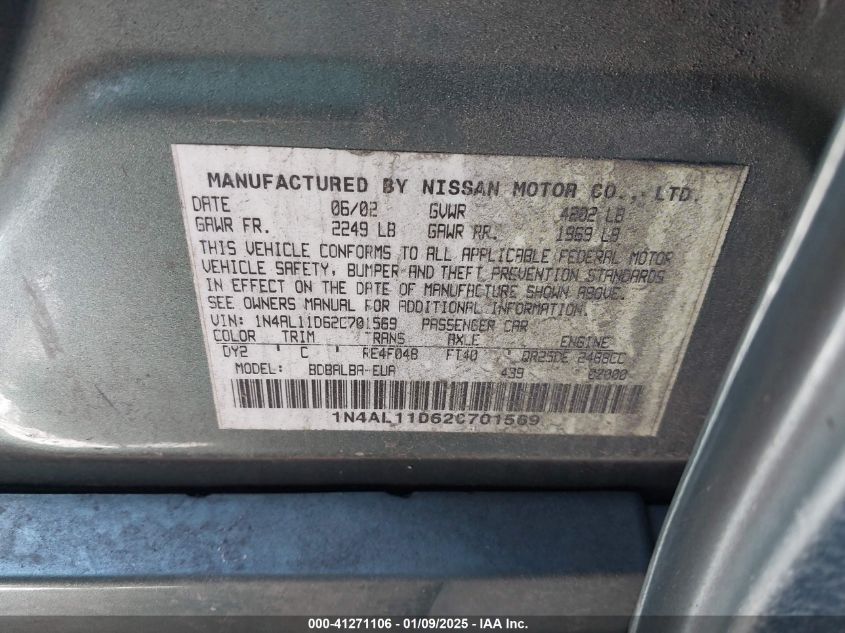 MANUFACTURED BY NISSAN MOTOR CO., LTD.
DATE 06/02 GVWR 4202 LB
GAWR FR. 2249 LB GAWR RR. 1969 LB
THIS VEHICLE CONFORMS TO ALL APPLICABLE FEDERAL MOTOR
VEHICLE SAFETY, BUMPER AND THEFT PREVENTION STANDARDS
IN EFFECT ON THE DATE OF MANUFACTURE SHOWN ABOVE.
SEE OWNERS MANUAL FOR ADDITIONAL INFORMATION.
VIN: 1N4AL11D62C701569 PASSENGER CAR
COLOR TRIM TRANS AXLE ENGINE
DY2 C RE4F04B FT40 QR25DE 2488CC
MODEL: BDBALBA-EUA 439 02000
1N4AL11D62C701569
000-41271106 - 01/09/2025 - IAA Inc.